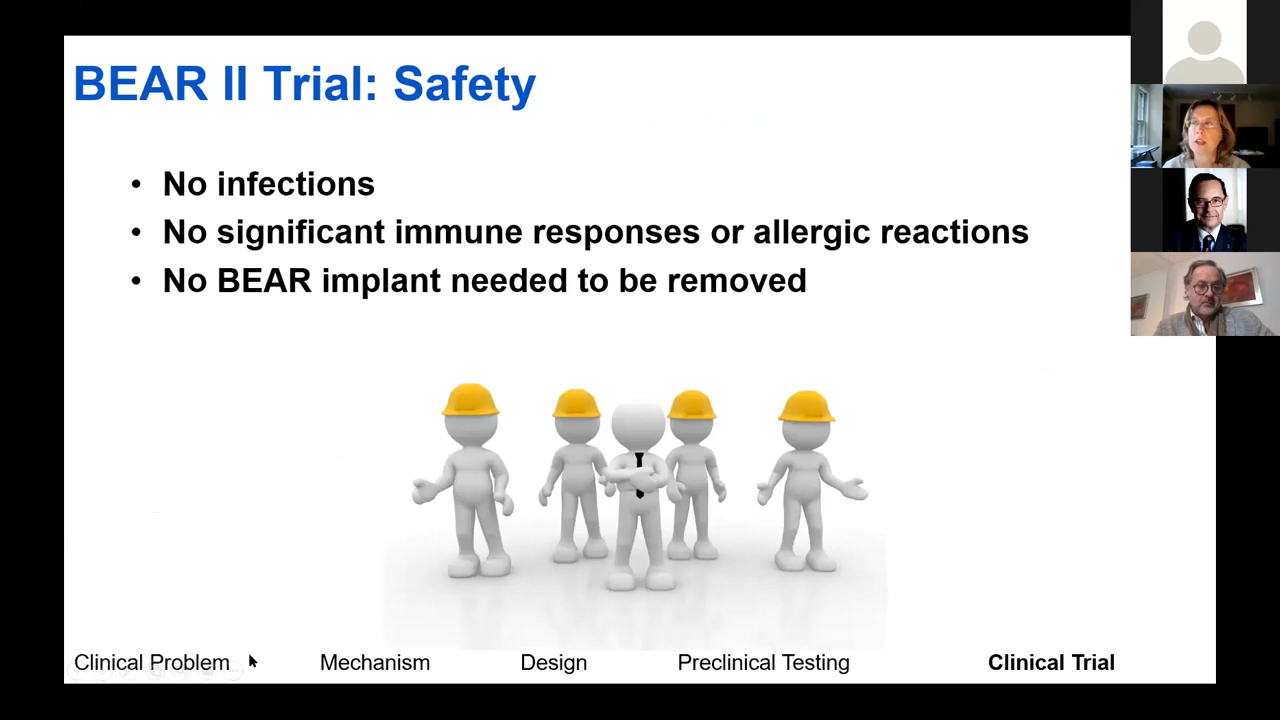 BEAR II Trial: Safety
• No infections
• No significant immune responses or allergic reactions
• No BEAR implant needed to be removed
Clinical Problem Mechanism Design Preclinical Testing Clinical Trial